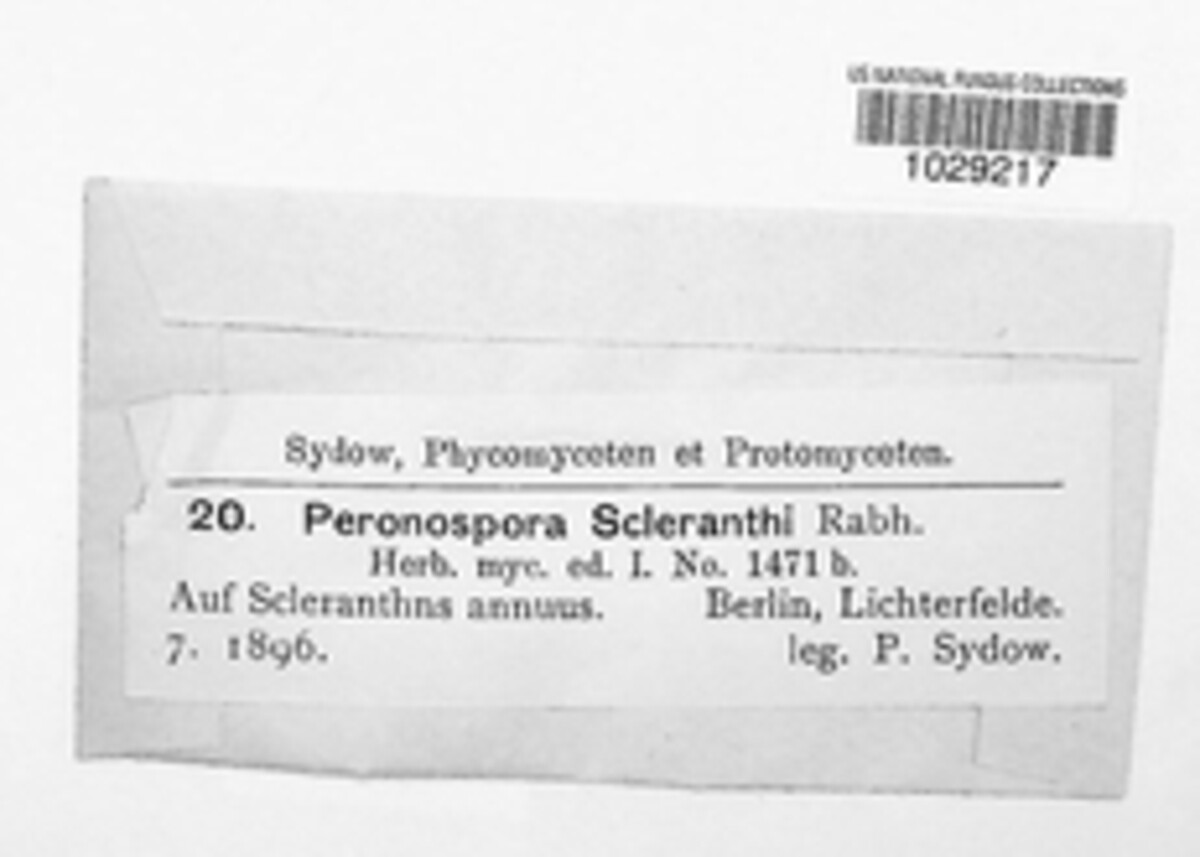 US NATIONAL FUNGUS COLLECTIONS
1029217
Sydow, Phycomyceten et Protomyceten.
20. Peronospora Scleranthi Rabh.
Herb. myc. ed. I. No. 1471 b.
Auf Scleranthns annuus. Berlin, Lichterfelde.
7. 1896. leg. P. Sydow.